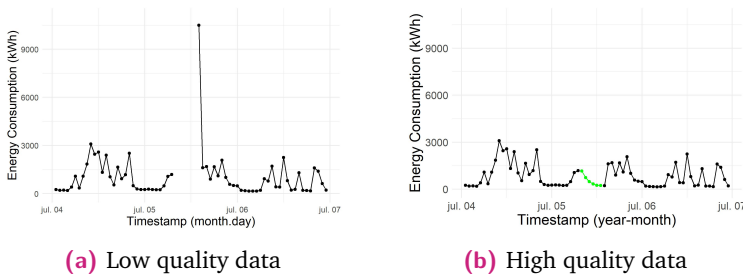 Energy Consumption (kWh)
9000
6000
3000
0
jul. 04
jul. 05
jul. 06
jul. 07
Timestamp (month.day)
(a) Low quality data
Energy Consumption (kWh)
9000
6000
3000
0
jul. 04
jul. 05
jul. 06
jul. 07
Timestamp (year-month)
(b) High quality data